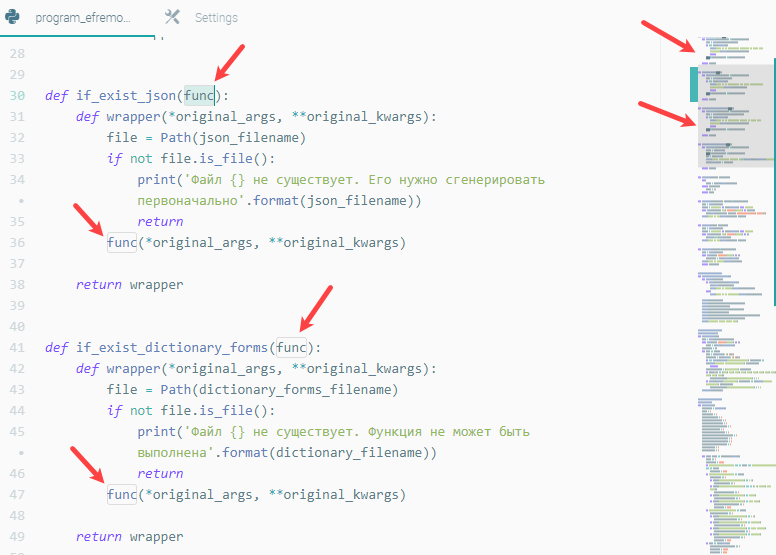 program_efremo... Settings
28
29
30 def if_exist_json(func):
31 def wrapper(*original_args, **original_kwargs):
32 file = Path(json_filename)
33 if not file.is_file():
34 print('Файл {} не существует. Его нужно сгенерировать
первоначально'.format(json_filename))
35 return
36 func(*original_args, **original_kwargs)
37
38 return wrapper
39
40
41 def if_exist_dictionary_forms(func):
42 def wrapper(*original_args, **original_kwargs):
43 file = Path(dictionary_forms_filename)
44 if not file.is_file():
45 print('Файл {} не существует. Функция не может быть
выполнена'.format(dictionary_filename))
46 return
47 func(*original_args, **original_kwargs)
48
49 return wrapper